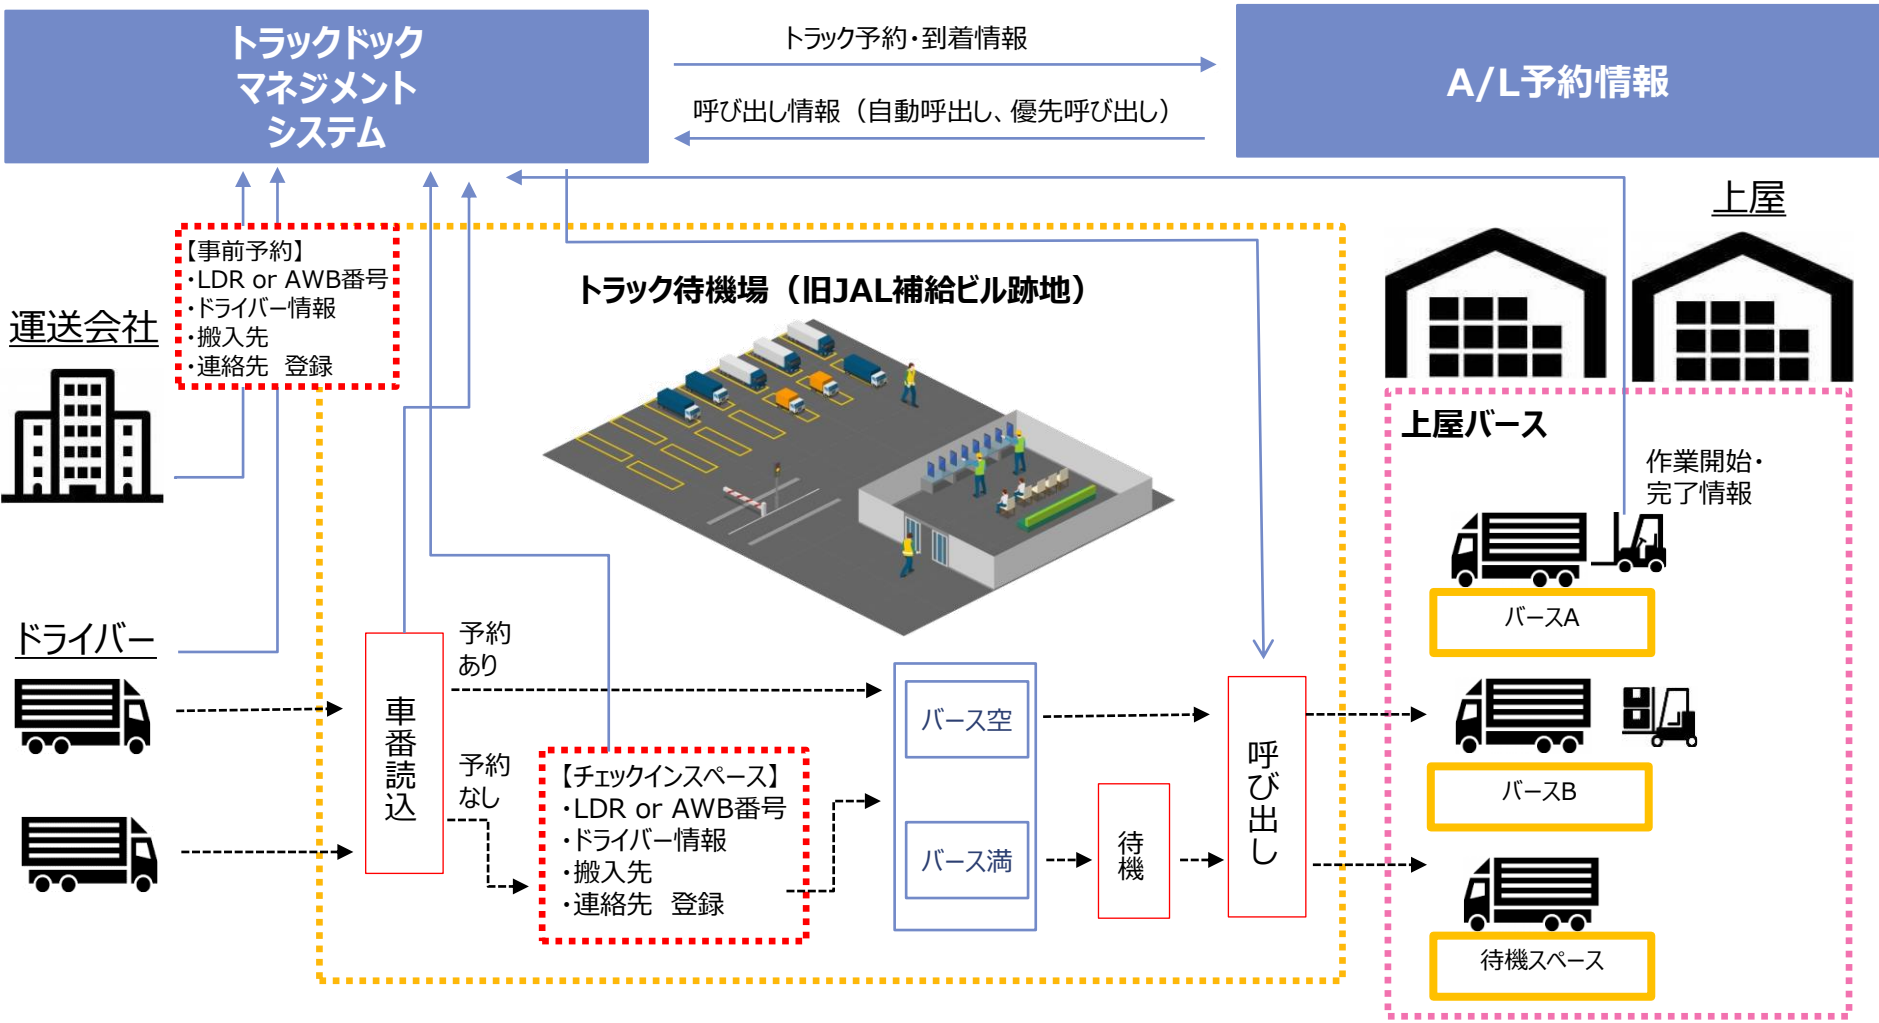 トラックドック
マネジメント
システム
トラック予約・到着情報
呼び出し情報（自動呼出し、優先呼び出し）
A/L予約情報
上屋
【事前予約】
・LDR or AWB番号
・ドライバー情報
・搬入先
・連絡先　登録
運送会社
トラック待機場（旧JAL補給ビル跡地）
上屋バース
作業開始・
完了情報
バースA
ドライバー
予約
あり
車番読込
バース空
呼び出し
バースB
予約
なし
【チェックインスペース】
・LDR or AWB番号
・ドライバー情報
・搬入先
・連絡先　登録
バース満
待機
待機スペース